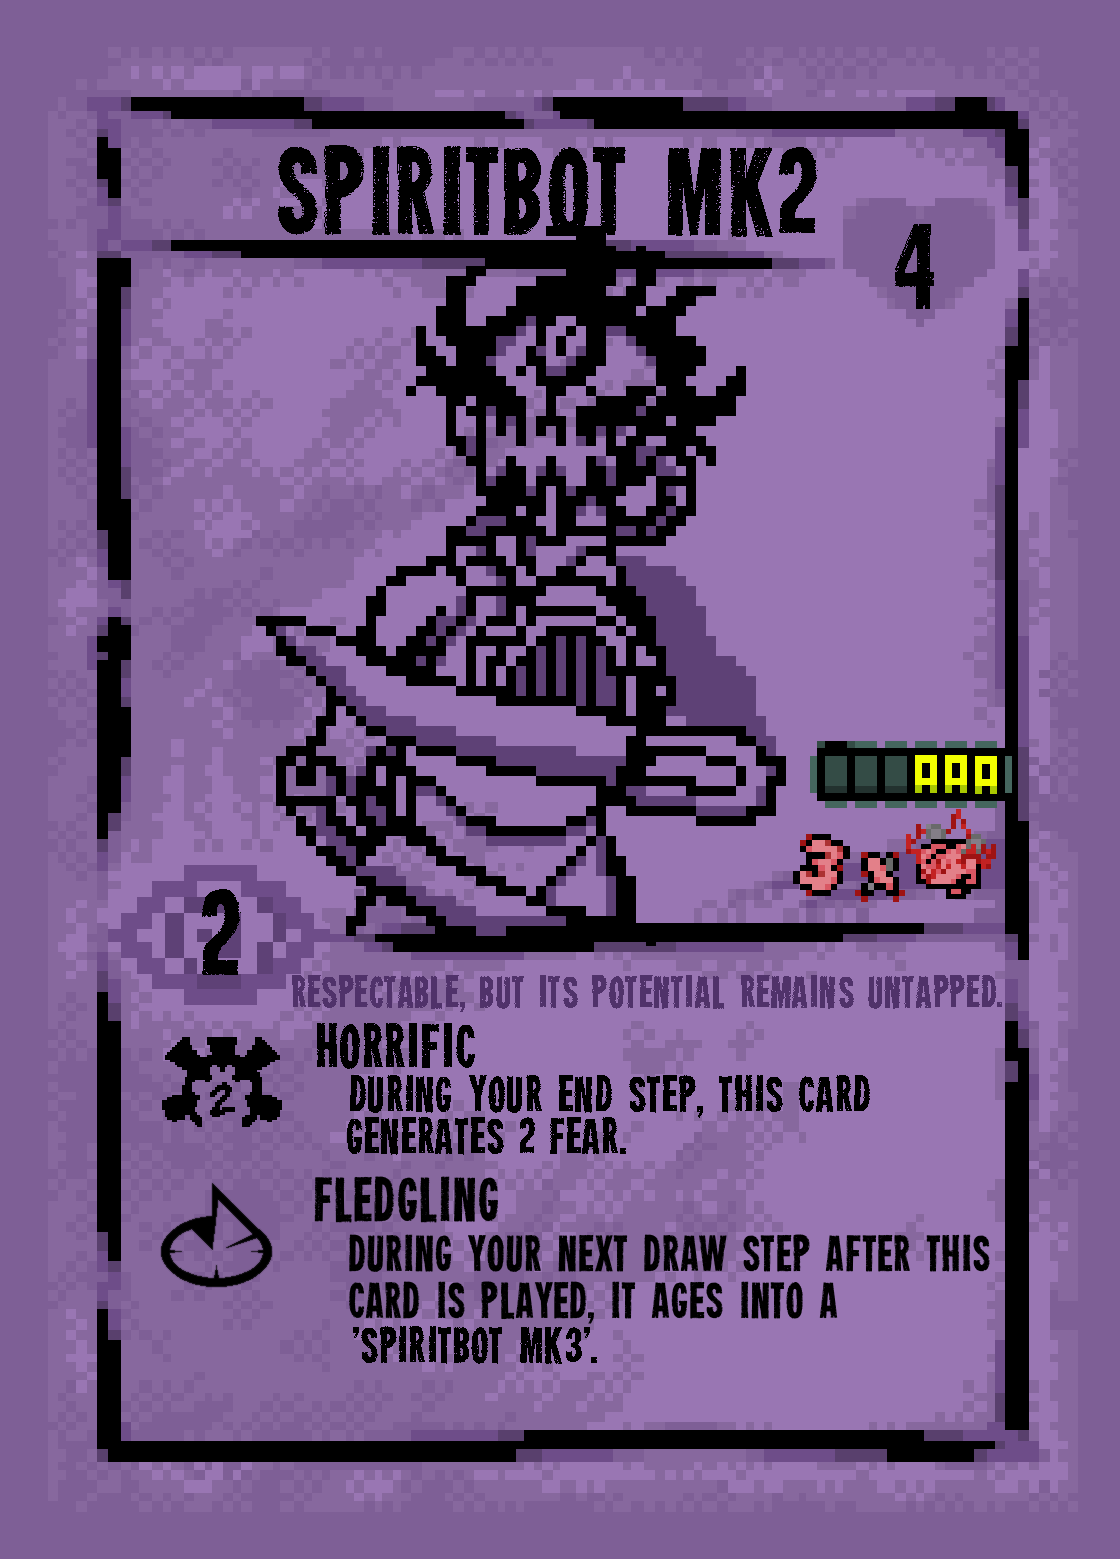 SPIRITBOT MK2
4
3 x
2
RESPECTABLE, BUT ITS POTENTIAL REMAINS UNTAPPED.
HORRIFIC
2
DURING YOUR END STEP, THIS CARD
GENERATES 2 FEAR.
FLEDGLING
DURING YOUR NEXT DRAW STEP AFTER THIS
CARD IS PLAYED, IT AGES INTO A
'SPIRITBOT MK3'.